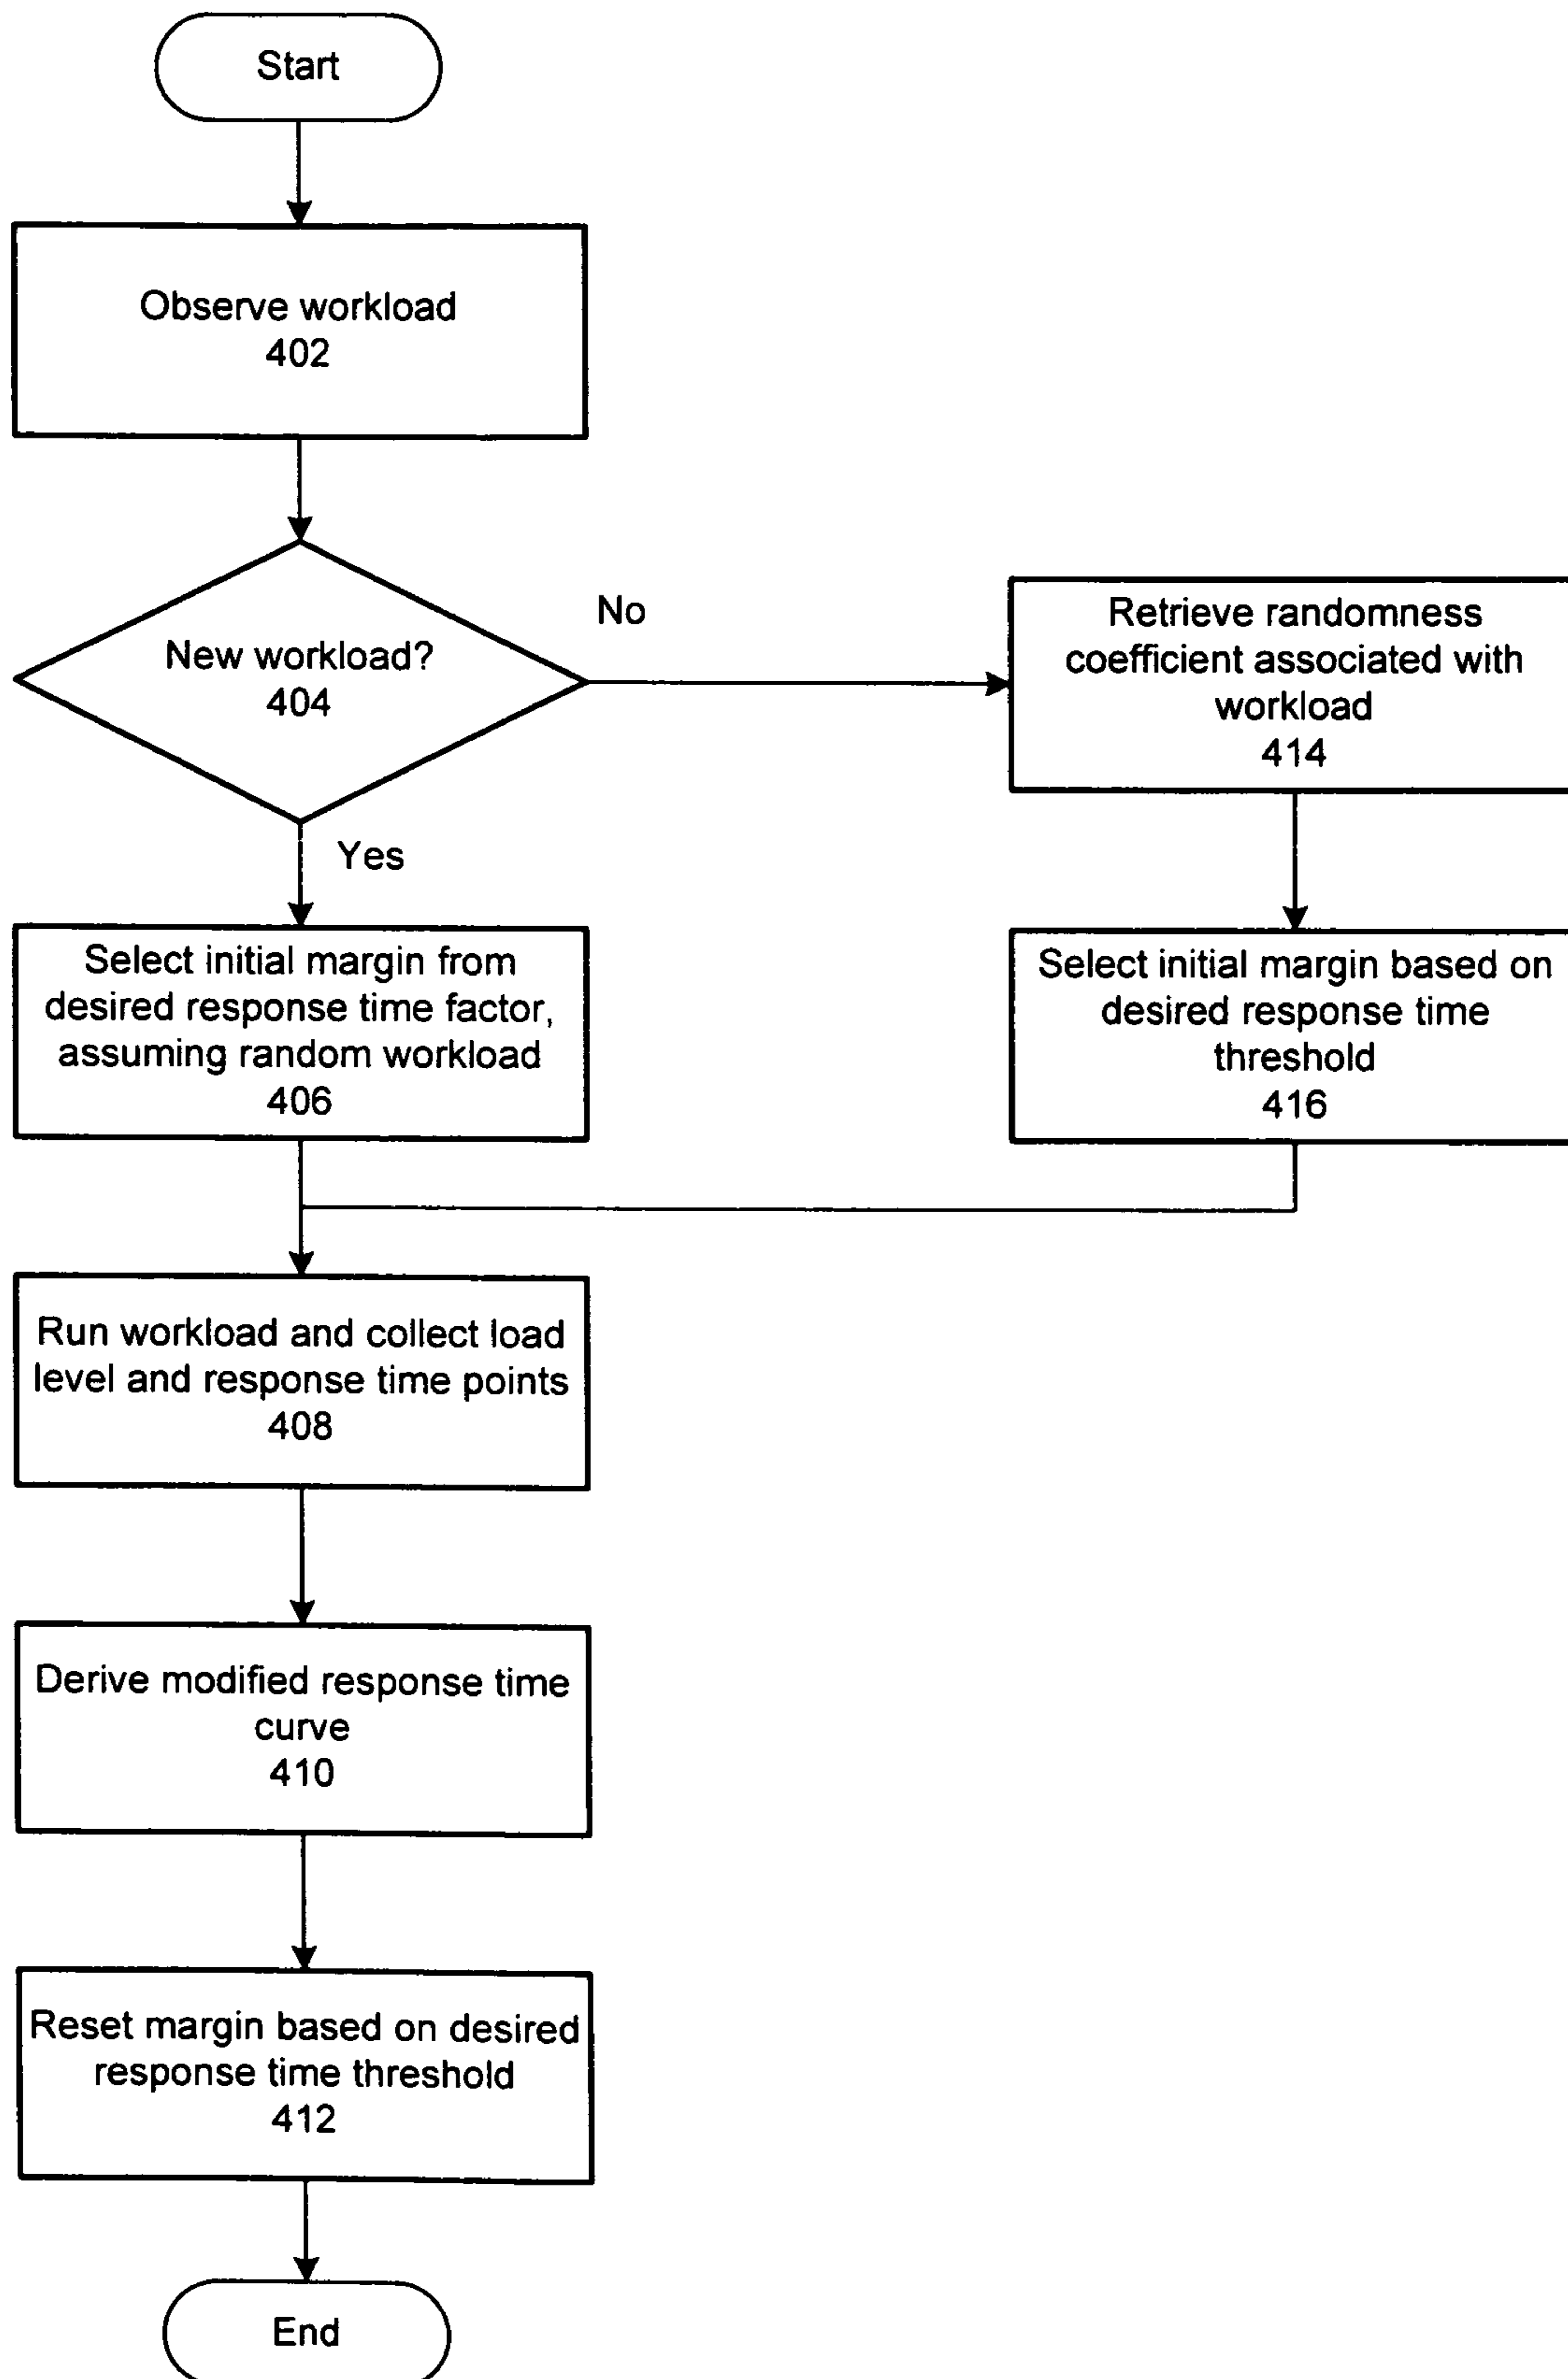 Start
Observe workload
402
New workload?
404
No
Yes
Retrieve randomness
coefficient associated with
workload
414
Select initial margin from
desired response time factor,
assuming random workload
406
Select initial margin based on
desired response time
threshold
416
Run workload and collect load
level and response time points
408
Derive modified response time
curve
410
Reset margin based on desired
response time threshold
412
End